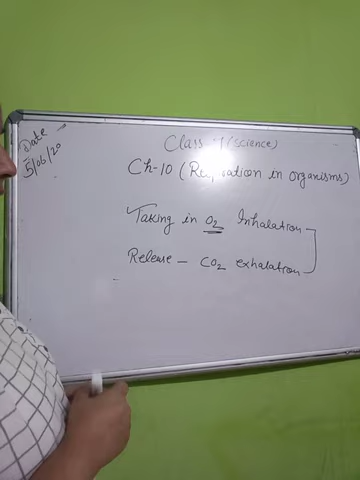 Date -
5/06/20
Class 7 (science)
Ch-10 (Respiration in organisms)
Taking in O₂ Inhalation
Release - CO₂ exhalation